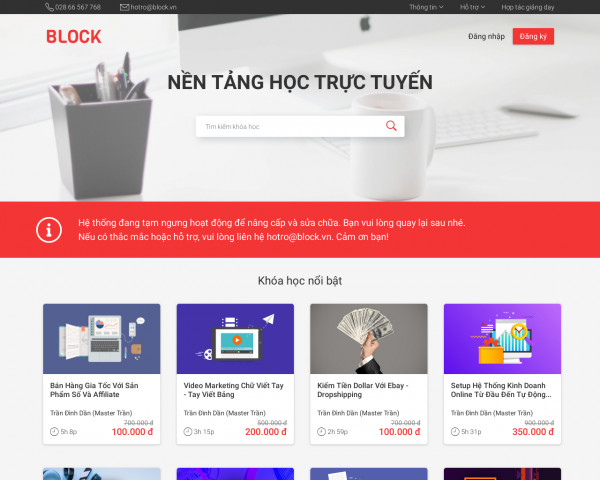 028 66 567 768 hotro@block.vn Thông tin Hỗ trợ Hợp tác giảng dạy
BLOCK Đăng nhập Đăng ký
NỀN TẢNG HỌC TRỰC TUYẾN
Tìm kiếm khóa học
Hệ thống đang tạm ngưng hoạt động để nâng cấp và sửa chữa. Bạn vui lòng quay lại sau nhé.
Nếu có thắc mắc hoặc hỗ trợ, vui lòng liên hệ hotro@block.vn. Cảm ơn bạn!
Khóa học nổi bật
Bán Hàng Gia Tốc Với Sản
Phẩm Số Và Affiliate
Trần Đình Dần (Master Trần)
700.000 đ
5h 8p 100.000 đ
Video Marketing Chữ Viết Tay
- Tay Viết Bảng
Trần Đình Dần (Master Trần)
500.000 đ
3h 15p 200.000 đ
Kiếm Tiền Dollar Với Ebay -
Dropshipping
Trần Đình Dần (Master Trần)
700.000 đ
2h 59p 100.000 đ
Setup Hệ Thống Kinh Doanh
Online Từ Đầu Đến Tự Động...
Trần Đình Dần (Master Trần)
900.000 đ
5h 31p 350.000 đ